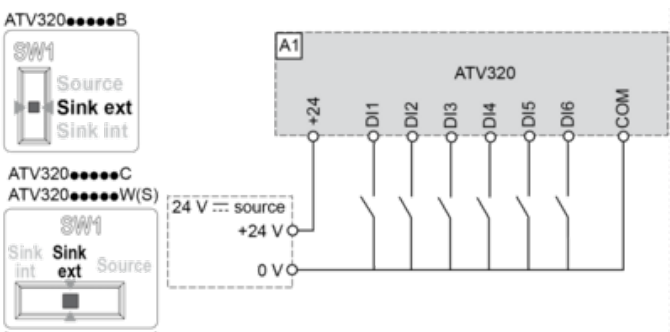 ATV320●●●●●B
SW1
Source
Sink ext
Sink int
ATV320●●●●●C
ATV320●●●●●W(S)
SW1
Sink int
Sink ext
Source
A1
ATV320
+24
DI1
DI2
DI3
DI4
DI5
DI6
COM
24 V ⎓ source
+24 V
0 V